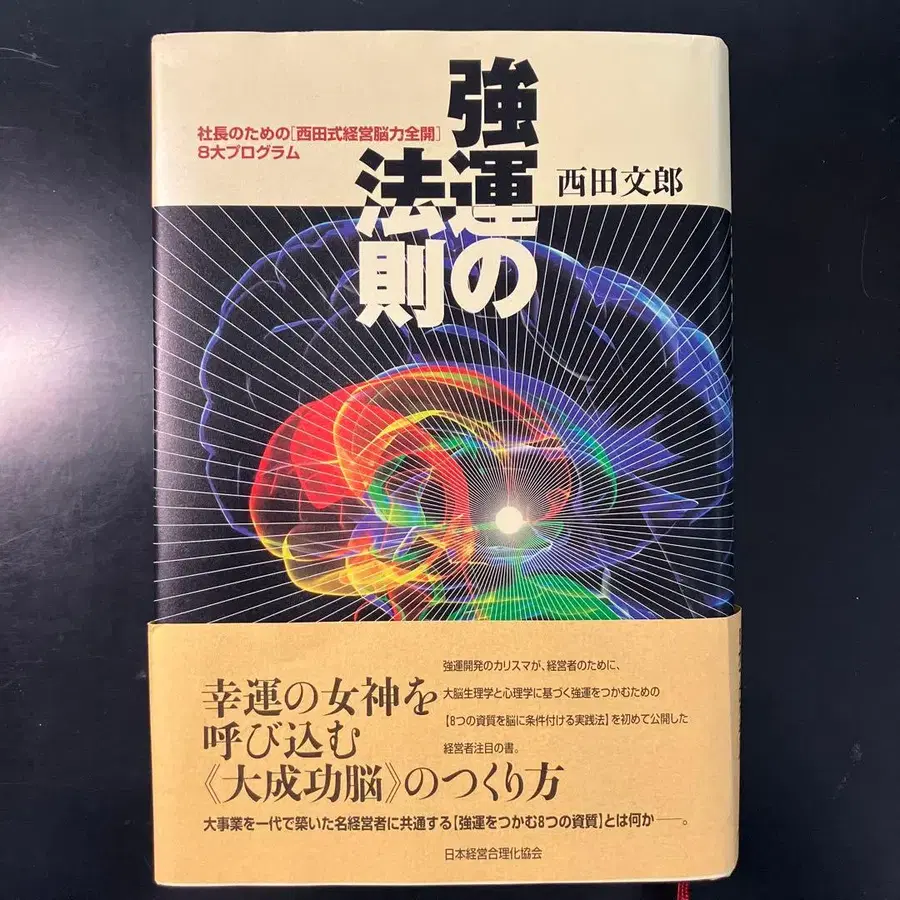 強運の
法則
社長のための[西田式経営脳力全開]
8大プログラム
西田文郎
幸運の女神を
呼び込む
《大成功脳》のつくり方
強運開発のカリスマが、経営者のために、
大脳生理学と心理学に基づく強運をつかむための
【8つの資質を脳に条件付ける実践法】を初めて公開した
経営者注目の書。
大事業を一代で築いた名経営者に共通する【強運をつかむ8つの資質】とは何か――。
日本経営合理化協会